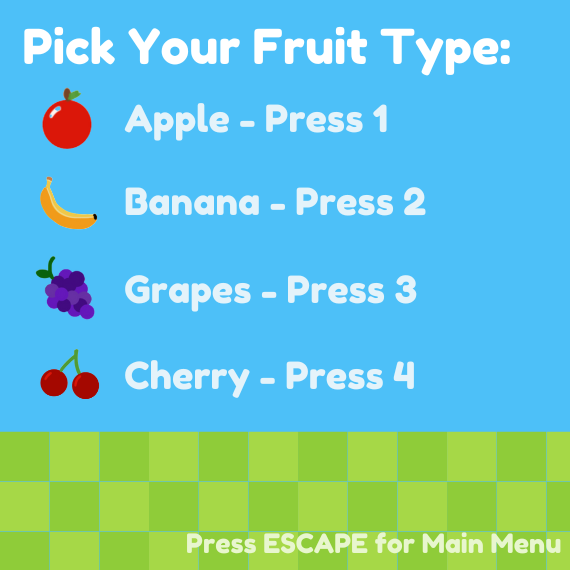 Pick Your Fruit Type:
Apple - Press 1
Banana - Press 2
Grapes - Press 3
Cherry - Press 4
Press ESCAPE for Main Menu